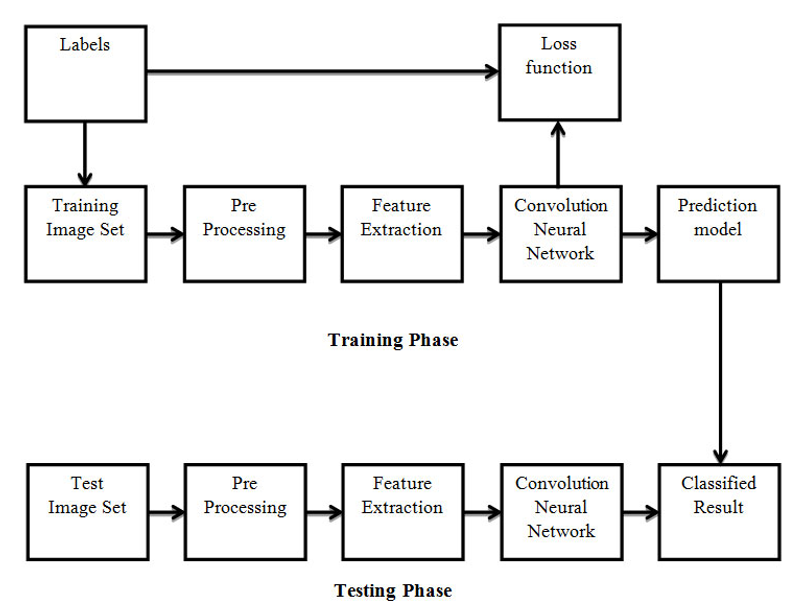 Labels
Loss
function
Training
Image Set
Pre
Processing
Feature
Extraction
Convolution
Neural
Network
Prediction
model
Training Phase
Test
Image Set
Pre
Processing
Feature
Extraction
Convolution
Neural
Network
Classified
Result
Testing Phase